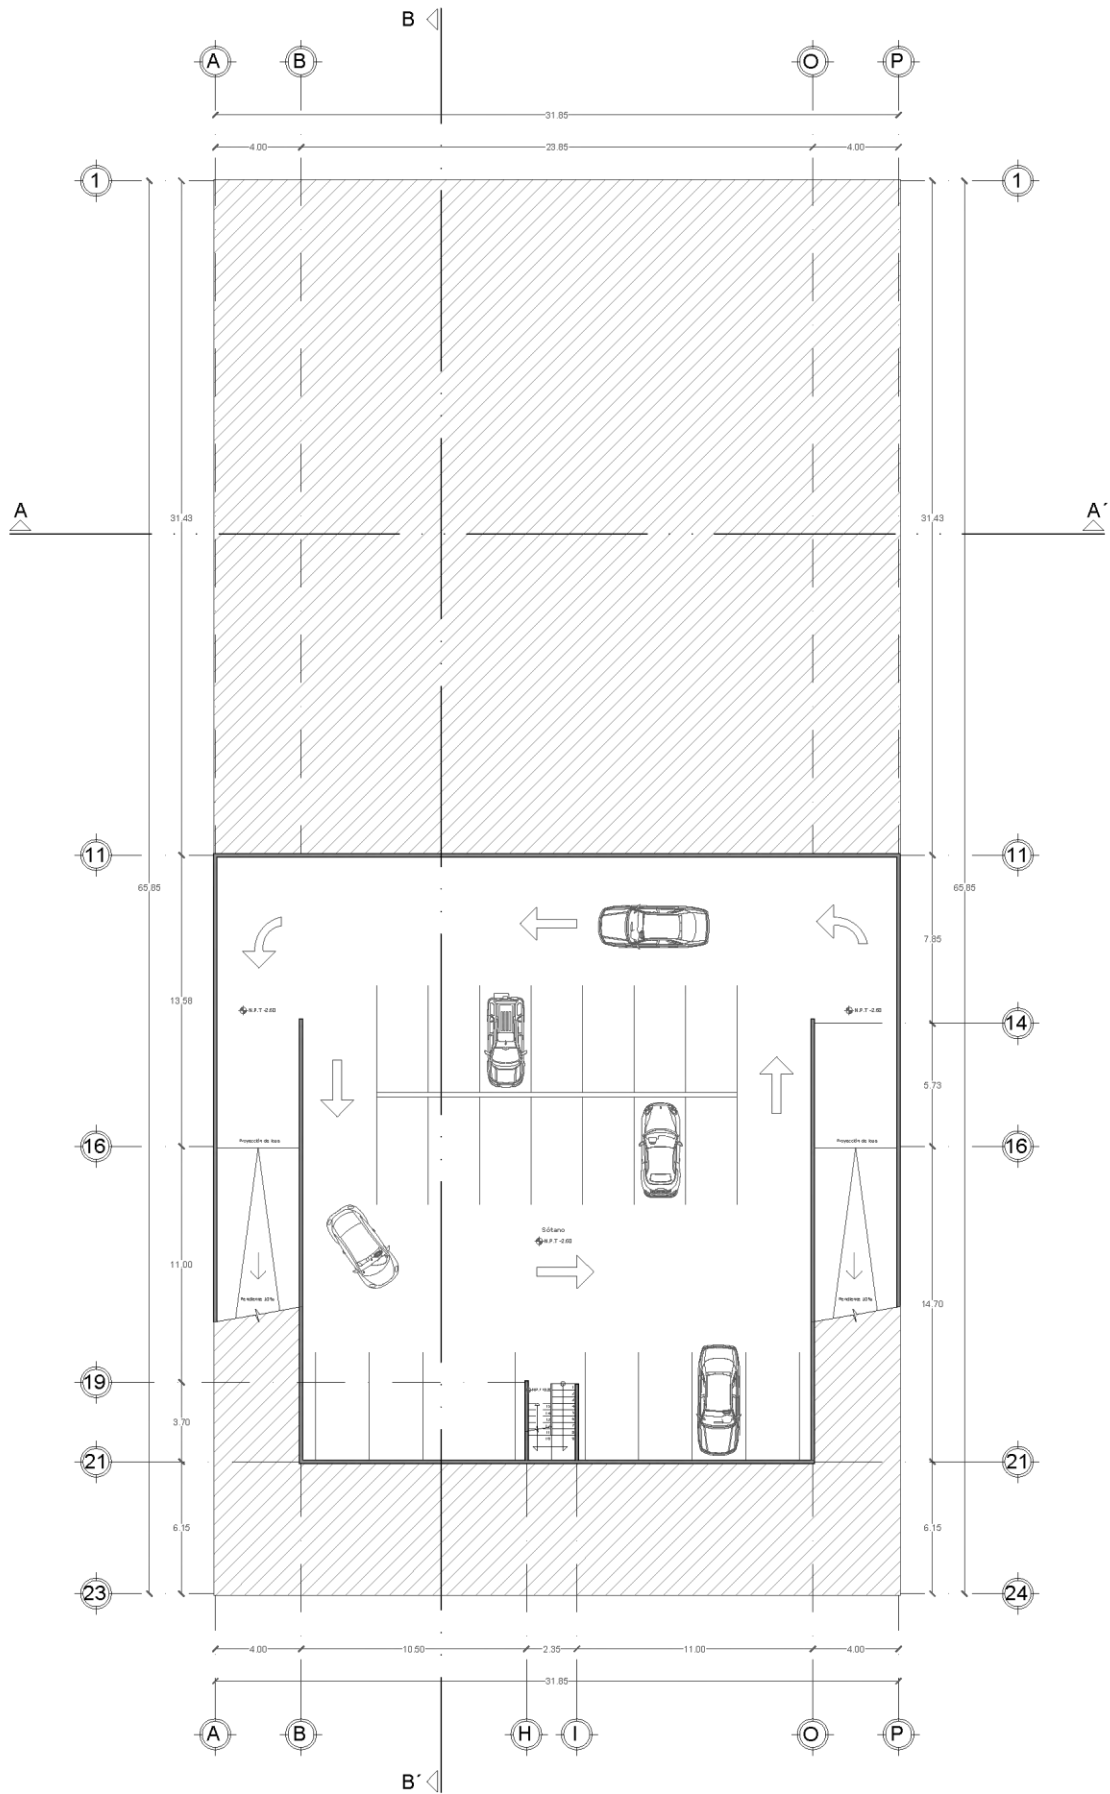 B
A B O P
31.85
4.00 23.85 4.00
1 1
A A´
31.43 31.43
11 11
65.85 65.85
7.85
13.58
N.P.T -2.60 N.P.T -2.60
14
5.73
16 Proyección de losa Proyección de losa 16
Sótano
N.P.T -2.60
11.00
Pendiente Pendiente
14.70
19
3.70
21 21
6.15 6.15
23 24
4.00 10.50 2.35 11.00 4.00
31.85
A B H I O P
B´